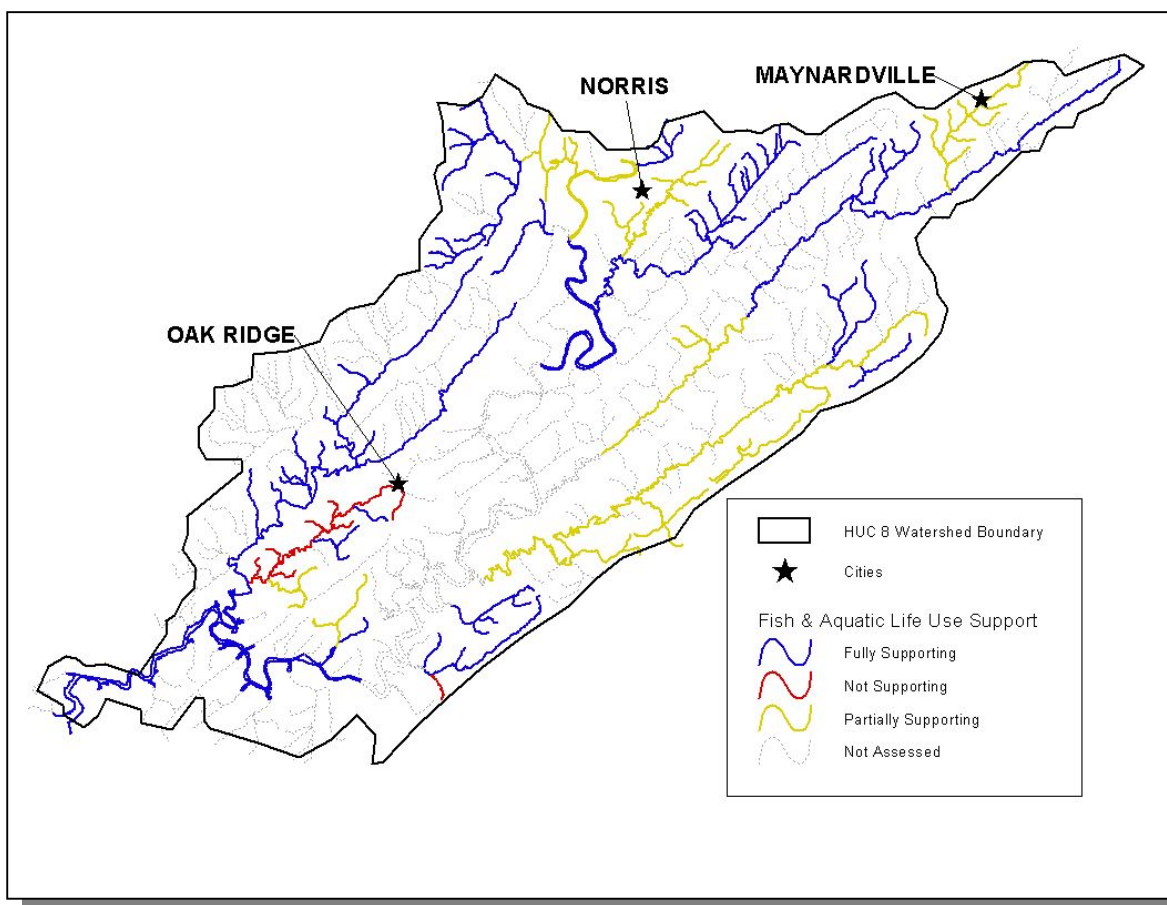 MAYNARDVILLE
NORRIS
OAK RIDGE
HUC 8 Watershed Boundary
Cities
Fish & Aquatic Life Use Support
Fully Supporting
Not Supporting
Partially Supporting
Not Assessed